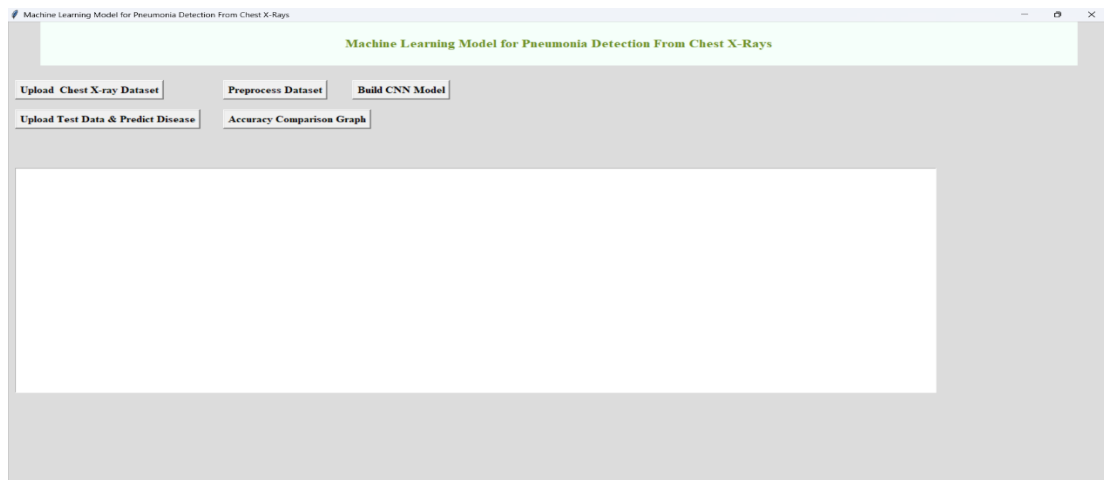 Machine Learning Model for Pneumonia Detection From Chest X-Rays
Machine Learning Model for Pneumonia Detection From Chest X-Rays
Upload Chest X-ray Dataset
Preprocess Dataset
Build CNN Model
Upload Test Data & Predict Disease
Accuracy Comparison Graph